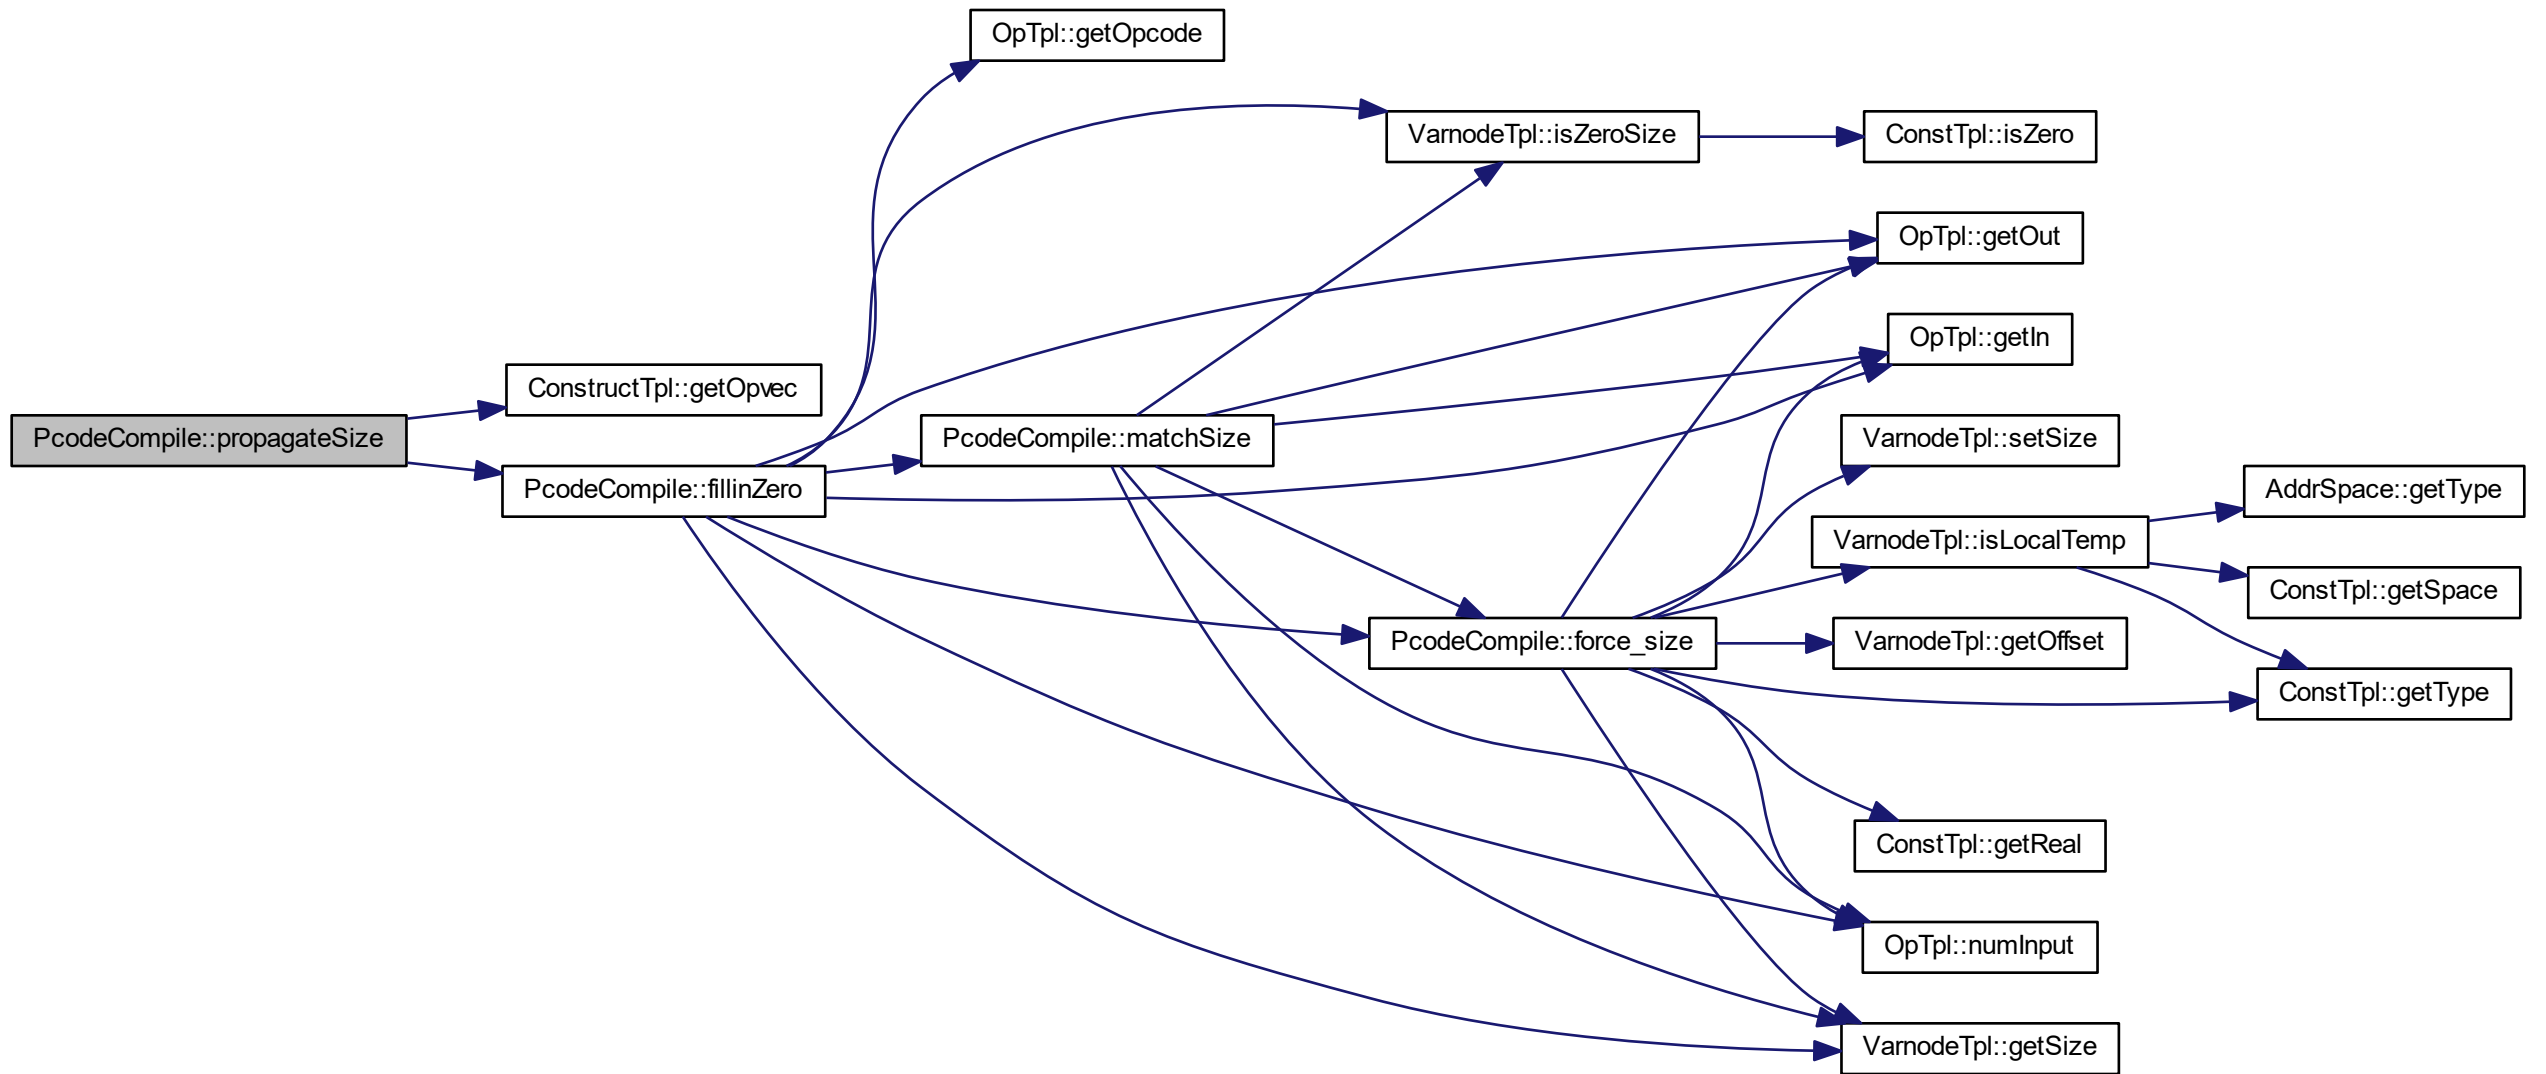 OpTpl::getOpcode
VarnodeTpl::isZeroSize
ConstTpl::isZero
OpTpl::getOut
OpTpl::getIn
ConstructTpl::getOpvec
PcodeCompile::propagateSize
PcodeCompile::matchSize
VarnodeTpl::setSize
PcodeCompile::fillinZero
AddrSpace::getType
VarnodeTpl::isLocalTemp
ConstTpl::getSpace
PcodeCompile::force_size
VarnodeTpl::getOffset
ConstTpl::getType
ConstTpl::getReal
OpTpl::numInput
VarnodeTpl::getSize